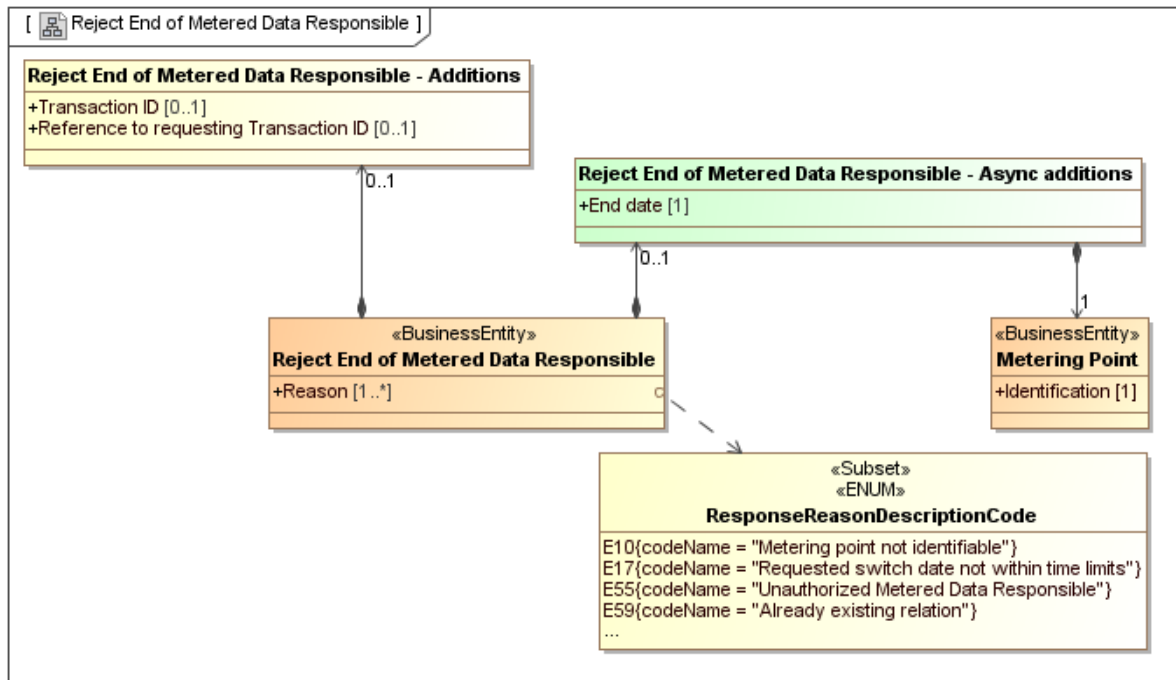 [ Reject End of Metered Data Responsible ]
Reject End of Metered Data Responsible - Additions
+Transaction ID [0..1]
+Reference to requesting Transaction ID [0..1]
0..1
Reject End of Metered Data Responsible - Async additions
+End date [1]
0..1
1
«BusinessEntity»
Reject End of Metered Data Responsible
+Reason [1..*]
«BusinessEntity»
Metering Point
+Identification [1]
«Subset»
«ENUM»
ResponseReasonDescriptionCode
E10{codeName = "Metering point not identifiable"}
E17{codeName = "Requested switch date not within time limits"}
E55{codeName = "Unauthorized Metered Data Responsible"}
E59{codeName = "Already existing relation"}
...